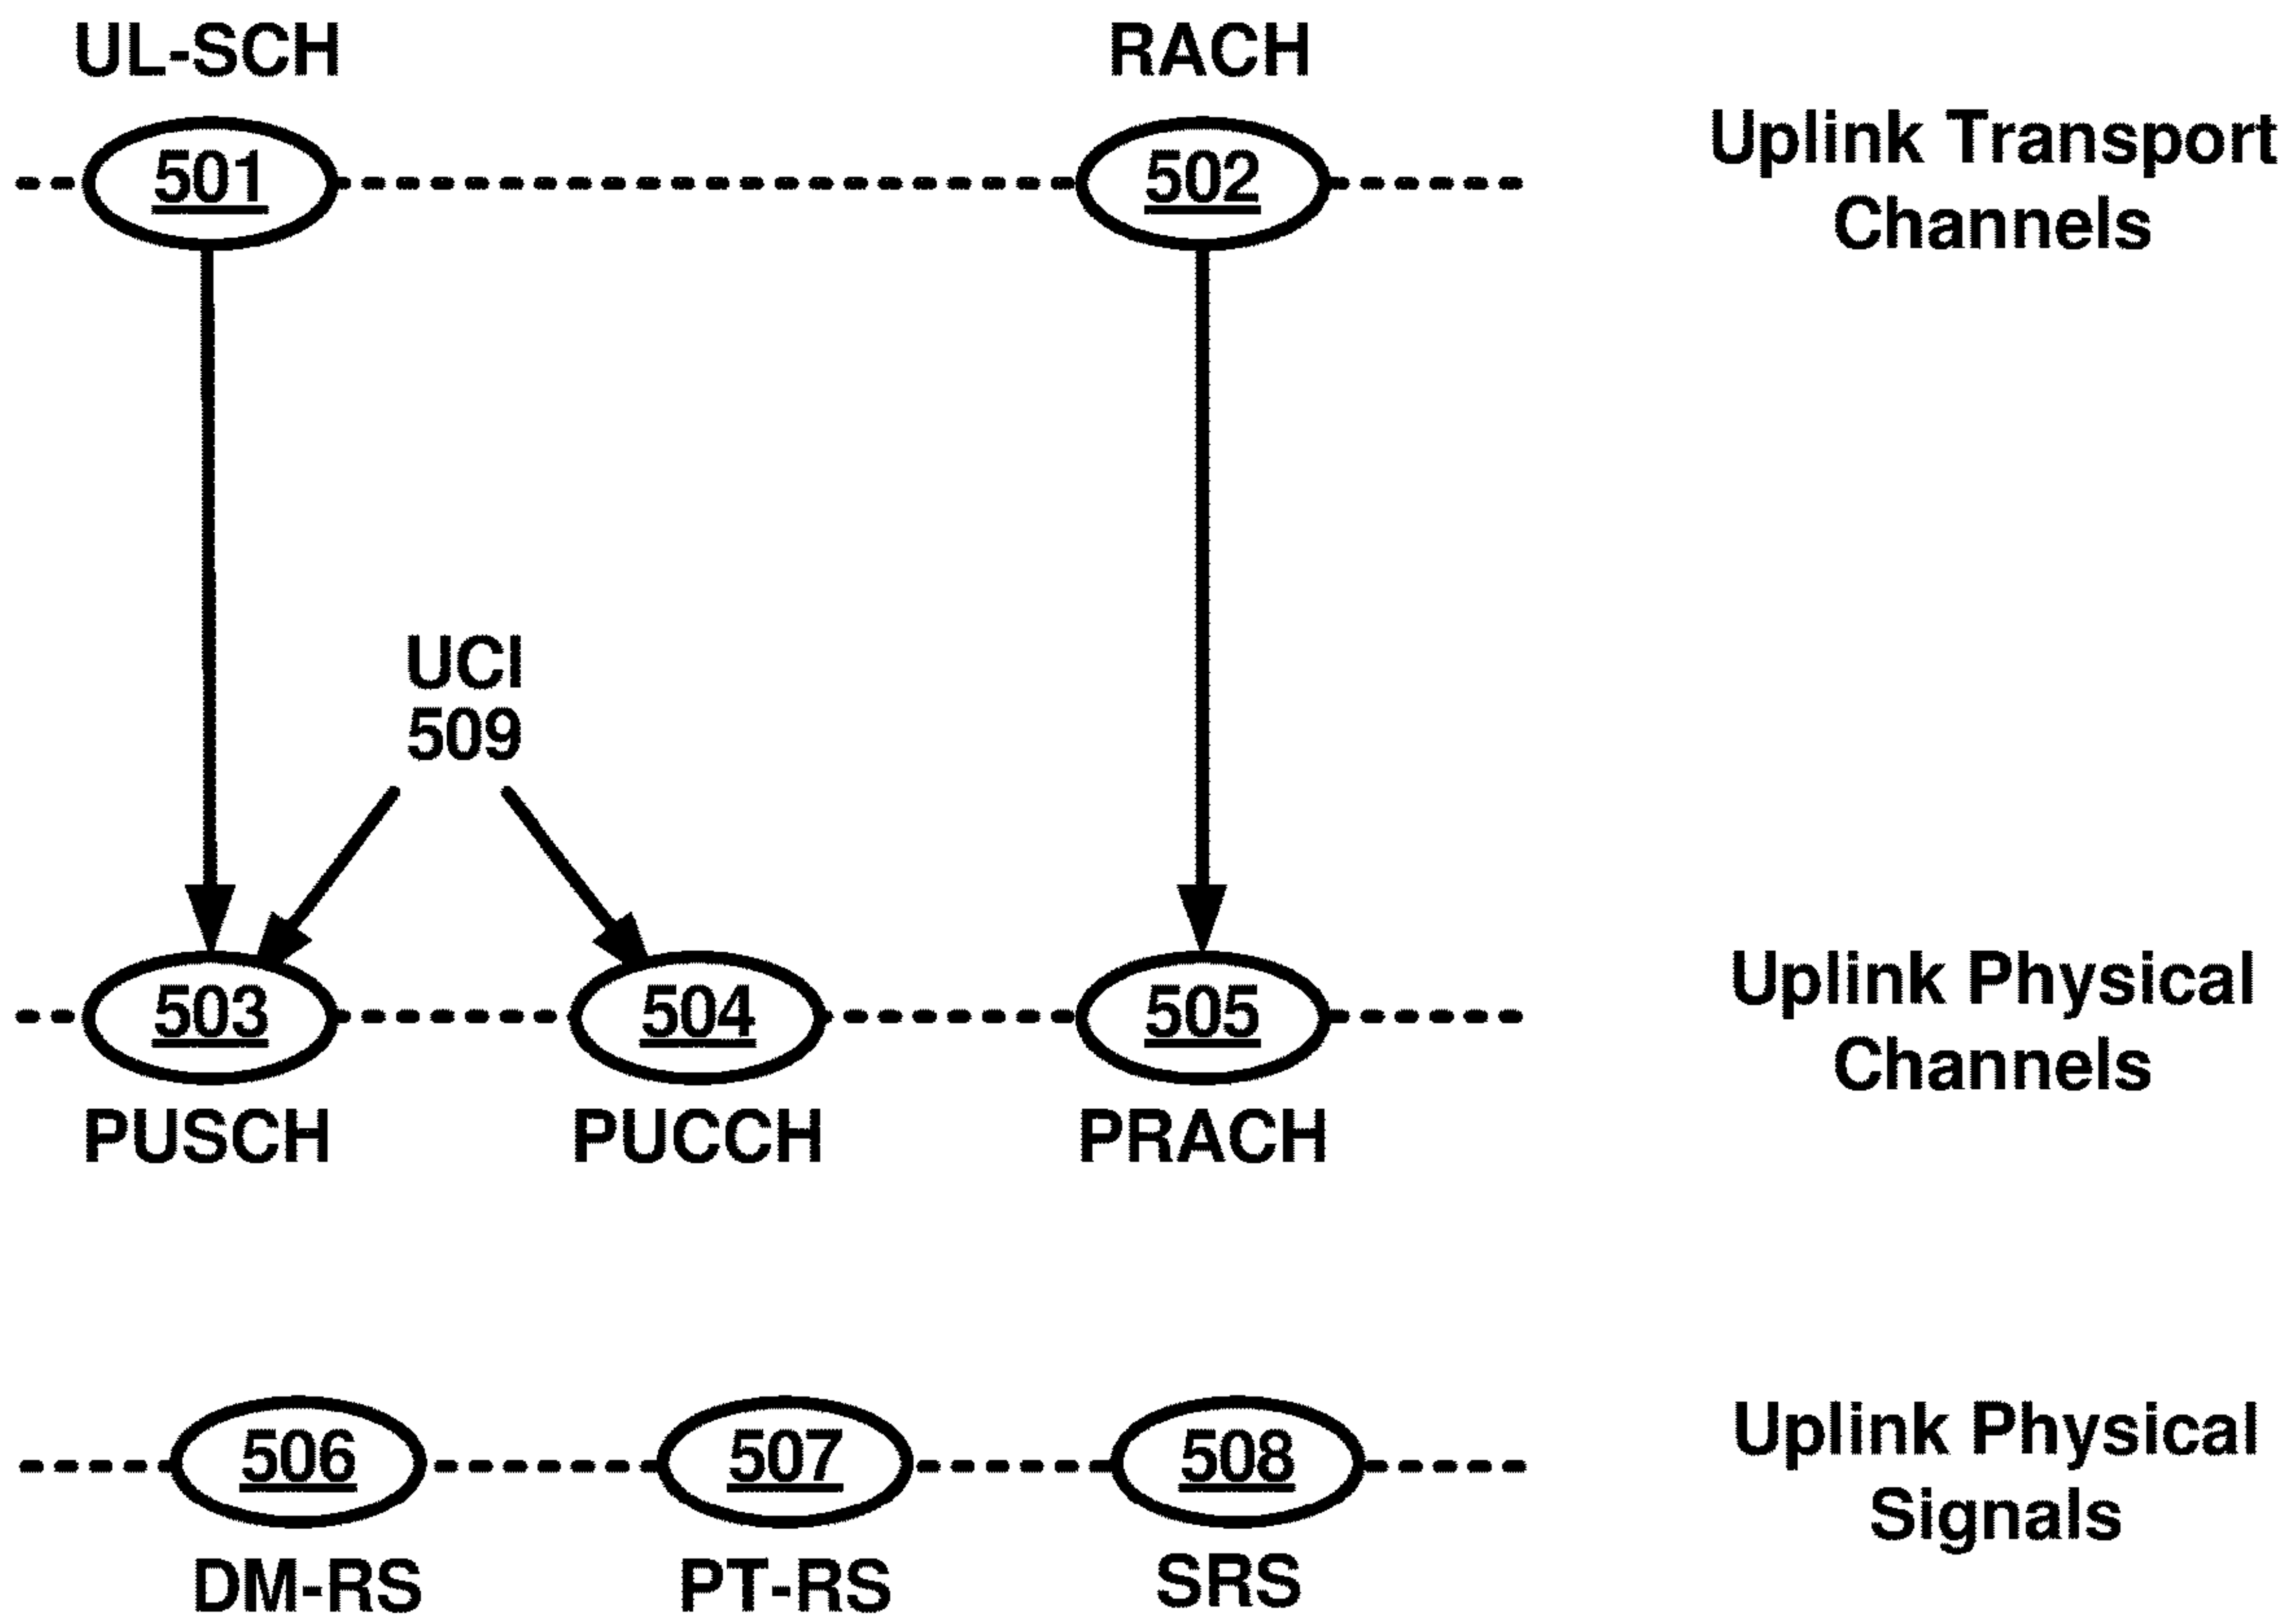 UL-SCH
RACH
501
502
Uplink Transport
Channels
UCI
509
503
504
505
Uplink Physical
Channels
PUSCH
PUCCH
PRACH
506
507
508
Uplink Physical
Signals
DM-RS
PT-RS
SRS